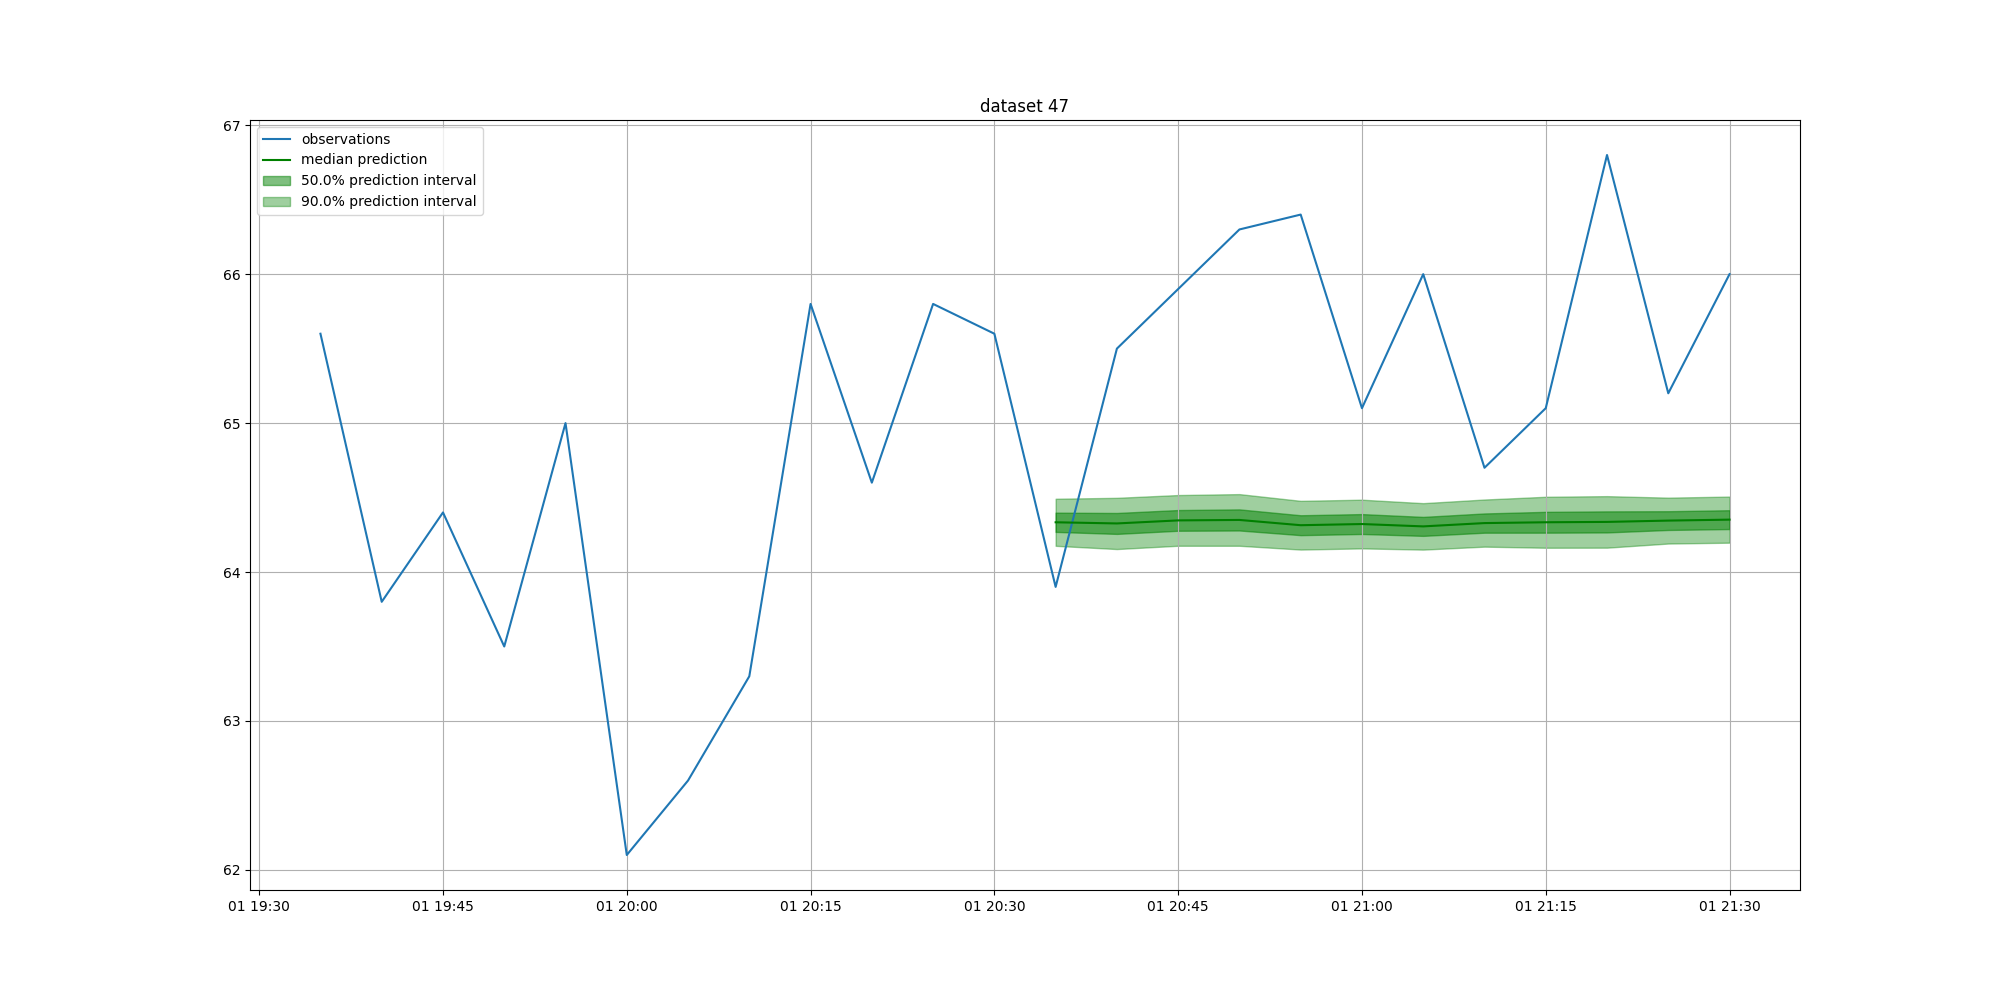 dataset 47
67
observations
median prediction
50.0% prediction interval
90.0% prediction interval
66
65
64
63
62
01 19:30 01 19:45 01 20:00 01 20:15 01 20:30 01 20:45 01 21:00 01 21:15 01 21:30